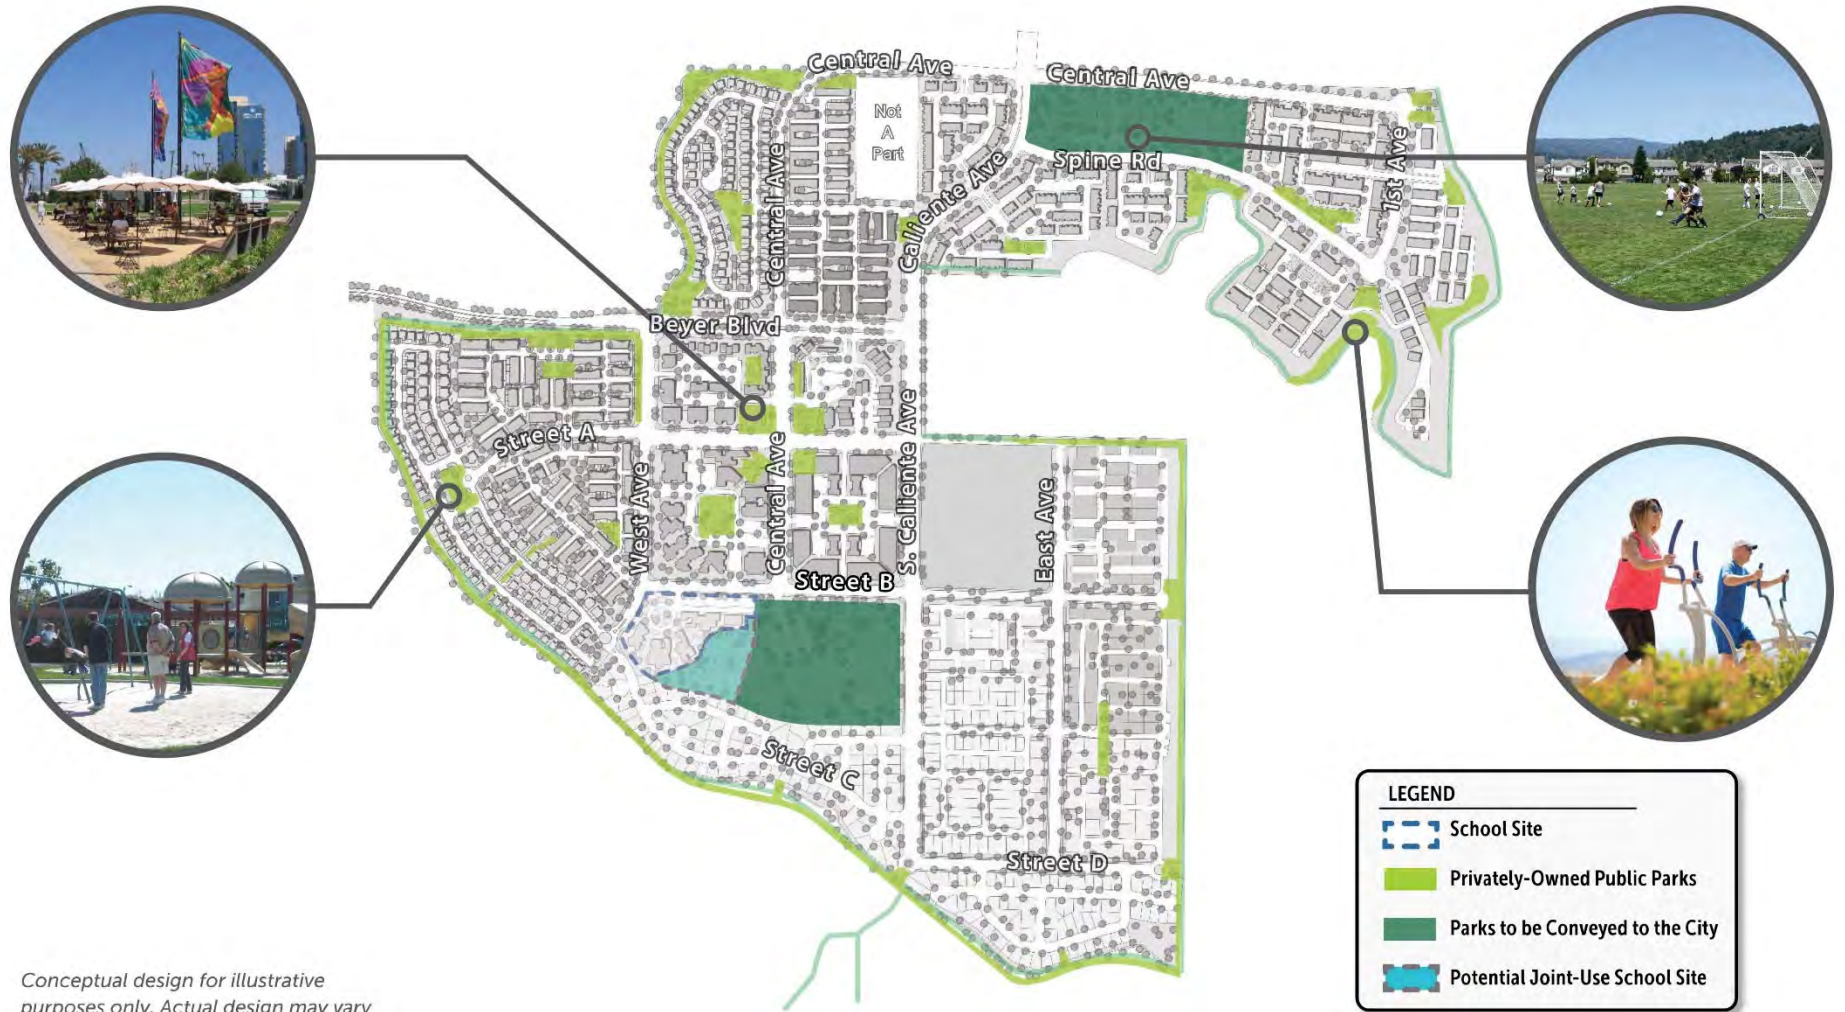 Central Ave
Central Ave
Not
A
Part
Central Ave
Caliente Ave
Spine Rd
1st Ave
Beyer Blvd
Street A
West Ave
Central Ave
S. Caliente Ave
East Ave
Street B
Street C
Street D
LEGEND
School Site
Privately-Owned Public Parks
Parks to be Conveyed to the City
Potential Joint-Use School Site
Conceptual design for illustrative
purposes only. Actual design may vary